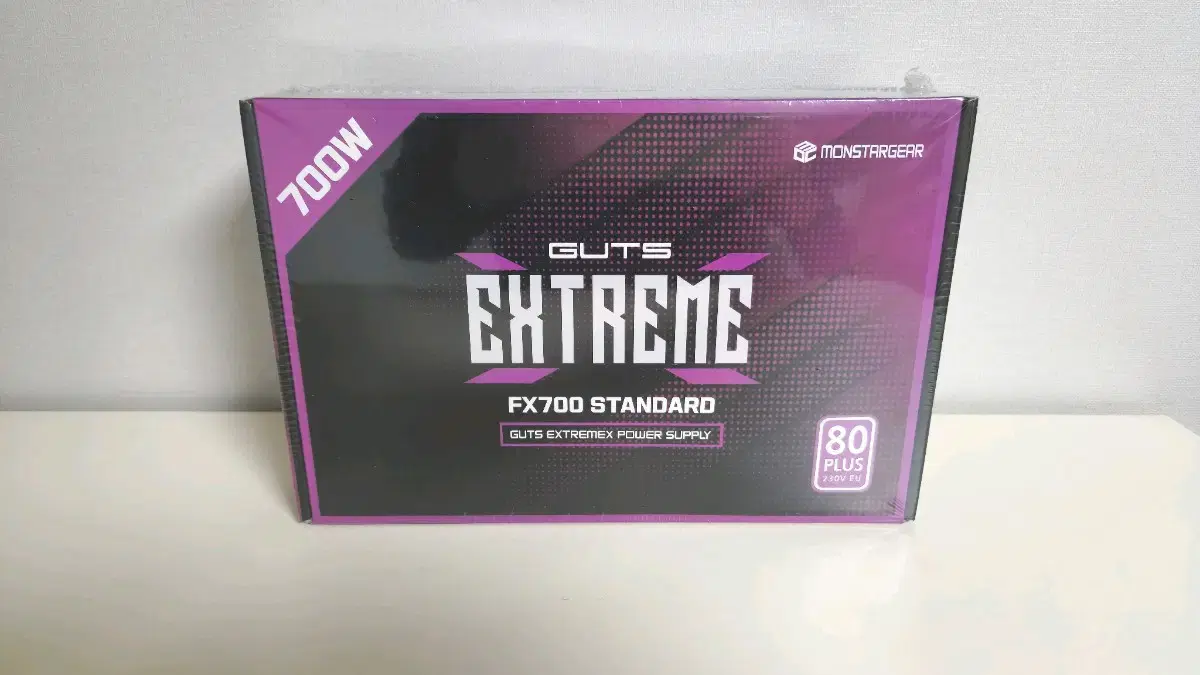 700W
MONSTARGEAR
GUTS
EXTREME
FX700 STANDARD
GUTS EXTREMEX POWER SUPPLY
80
PLUS
230V EU